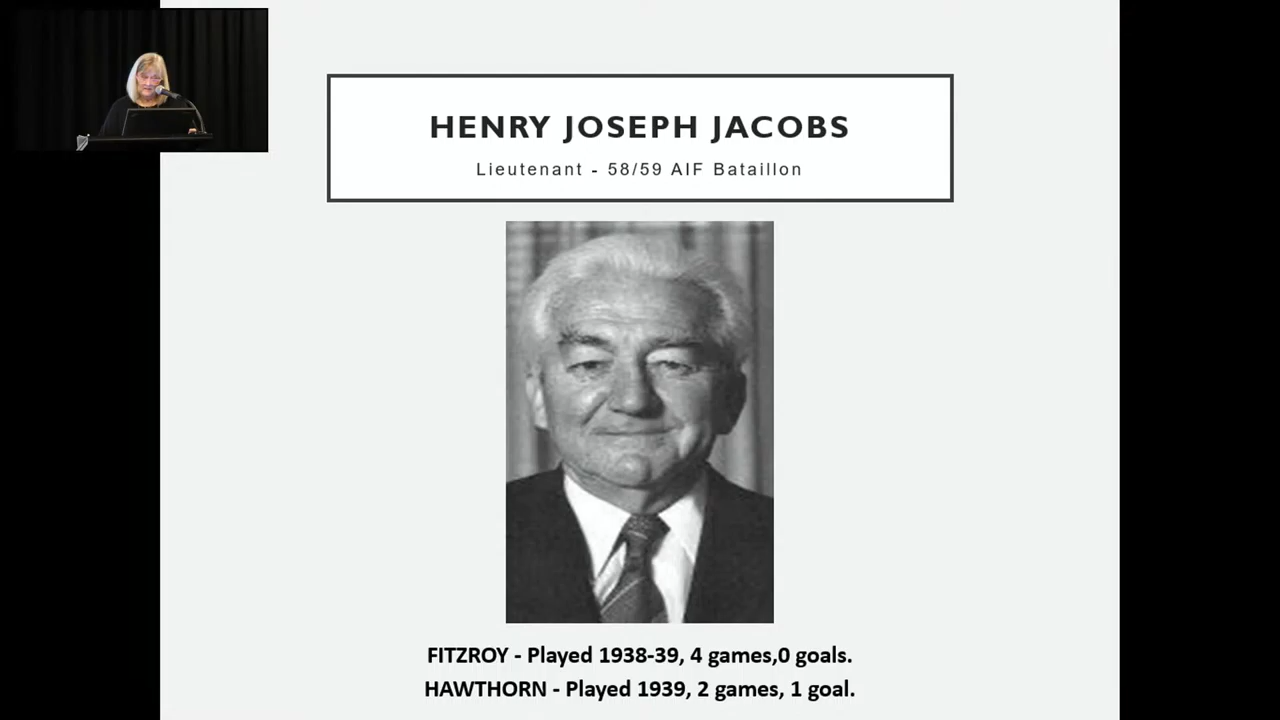 HENRY JOSEPH JACOBS
Lieutenant - 58/59 AIF Bataillon
FITZROY - Played 1938-39, 4 games,0 goals.
HAWTHORN - Played 1939, 2 games, 1 goal.